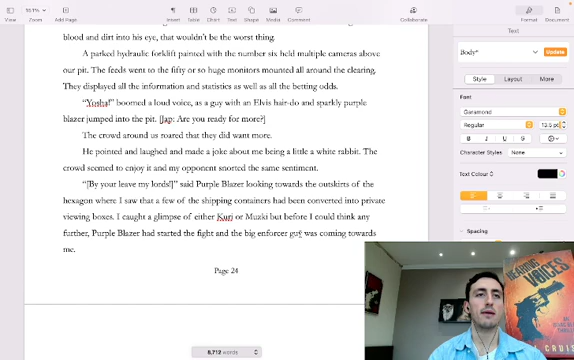 View
Zoom
Add Page
Insert
Table
Chart
Text
Shape
Media
Comment
Collaborate
Format
Document
blood and dirt into his eye, that wouldn't be the worst thing.
A parked hydraulic forklift painted with the number six held multiple cameras above
our pit. The feeds went to the fifty or so huge monitors mounted all around the clearing.
They displayed all the information and statistics as well as all the betting odds.
“Yosha!” boomed a loud voice, as a guy with an Elvis hair-do and sparkly purple
blazer jumped into the pit. [Jap: Are you ready for more?]
The crowd around us roared that they did want more.
He pointed and laughed and made a joke about me being a little a white rabbit. The
crowd seemed to enjoy it and my opponent snorted the same sentiment.
“[By your leave my lords!]” said Purple Blazer looking towards the outskirts of the
hexagon where I saw that a few of the shipping containers had been converted into private
viewing boxes. I caught a glimpse of either Kuri or Muzki but before I could think any
further, Purple Blazer had started the fight and the big enforcer guy was coming towards
me.
Page 24
8,712 words
Text
Body*
Update
Style
Layout
More
Font
Garamond
Regular
13.5 pt
B I U S
Character Styles
None
Text Colour
Spacing
HEARING
VOICES